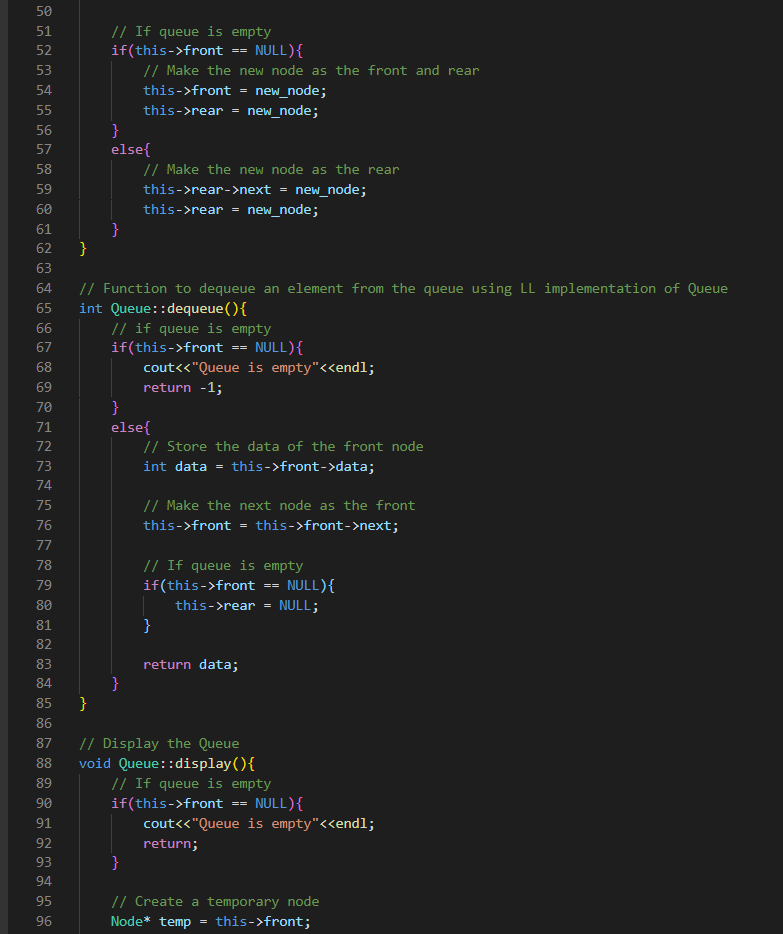 50
51 // If queue is empty
52 if(this->front == NULL){
53 // Make the new node as the front and rear
54 this->front = new_node;
55 this->rear = new_node;
56 }
57 else{
58 // Make the new node as the rear
59 this->rear->next = new_node;
60 this->rear = new_node;
61 }
62 }
63
64 // Function to dequeue an element from the queue using LL implementation of Queue
65 int Queue::dequeue(){
66 // if queue is empty
67 if(this->front == NULL){
68 cout<<"Queue is empty"<<endl;
69 return -1;
70 }
71 else{
72 // Store the data of the front node
73 int data = this->front->data;
74
75 // Make the next node as the front
76 this->front = this->front->next;
77
78 // If queue is empty
79 if(this->front == NULL){
80 this->rear = NULL;
81 }
82
83 return data;
84 }
85 }
86
87 // Display the Queue
88 void Queue::display(){
89 // If queue is empty
90 if(this->front == NULL){
91 cout<<"Queue is empty"<<endl;
92 return;
93 }
94
95 // Create a temporary node
96 Node* temp = this->front;